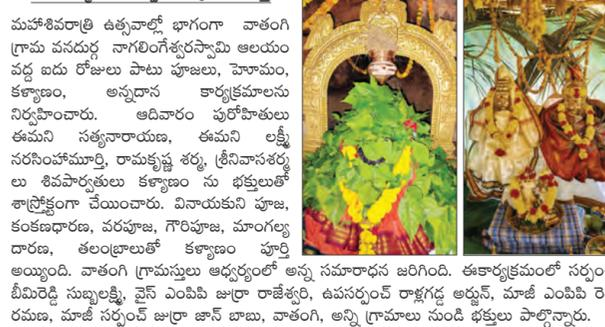 మహాశివరాత్రి ఉత్సవాల్లో భాగంగా వాతంగి
గ్రామ వనదుర్గ నాగలింగేశ్వరస్వామి ఆలయం
వద్ద ఐదు రోజులు పాటు పూజలు, హెూమం,
కళ్యాణం, అన్నదాన కార్యక్రమాలను
నిర్వహించారు. ఆదివారం పురోహితులు
ఈమని సత్యనారాయణ, ఈమని లక్ష్మీ
నరసింహామూర్తి, రామకృష్ణ శర్మ, శ్రీనివాసశర్మ
లు శివపార్వతులు కళ్యాణం ను భక్తులుతో
శాస్త్రోక్తంగా చేయించారు. వినాయకుని పూజ,
కంకణధారణ, వరపూజ, గౌరిపూజ, మాంగల్య
దారణ, తలంబ్రాలుతో కళ్యాణం పూర్తి
అయ్యింది. వాతంగి గ్రామస్తులు ఆధ్వర్యంలో అన్న సమారాధన జరిగింది. ఈకార్యక్రమంలో సర్పం
బీమిరెడ్డి సుబ్బలక్ష్మి, వైస్ ఎంపిపి జుర్రా రాజేశ్వరి, ఉపసర్పంచ్ రాళ్లగడ్డ అర్జున్, మాజీ ఎంపిపి రె
రమణ, మాజీ సర్పంచ్ జుర్రా జాన్ బాబు, వాతంగి, అన్ని గ్రామాలు నుండి భక్తులు పాల్గొన్నారు.